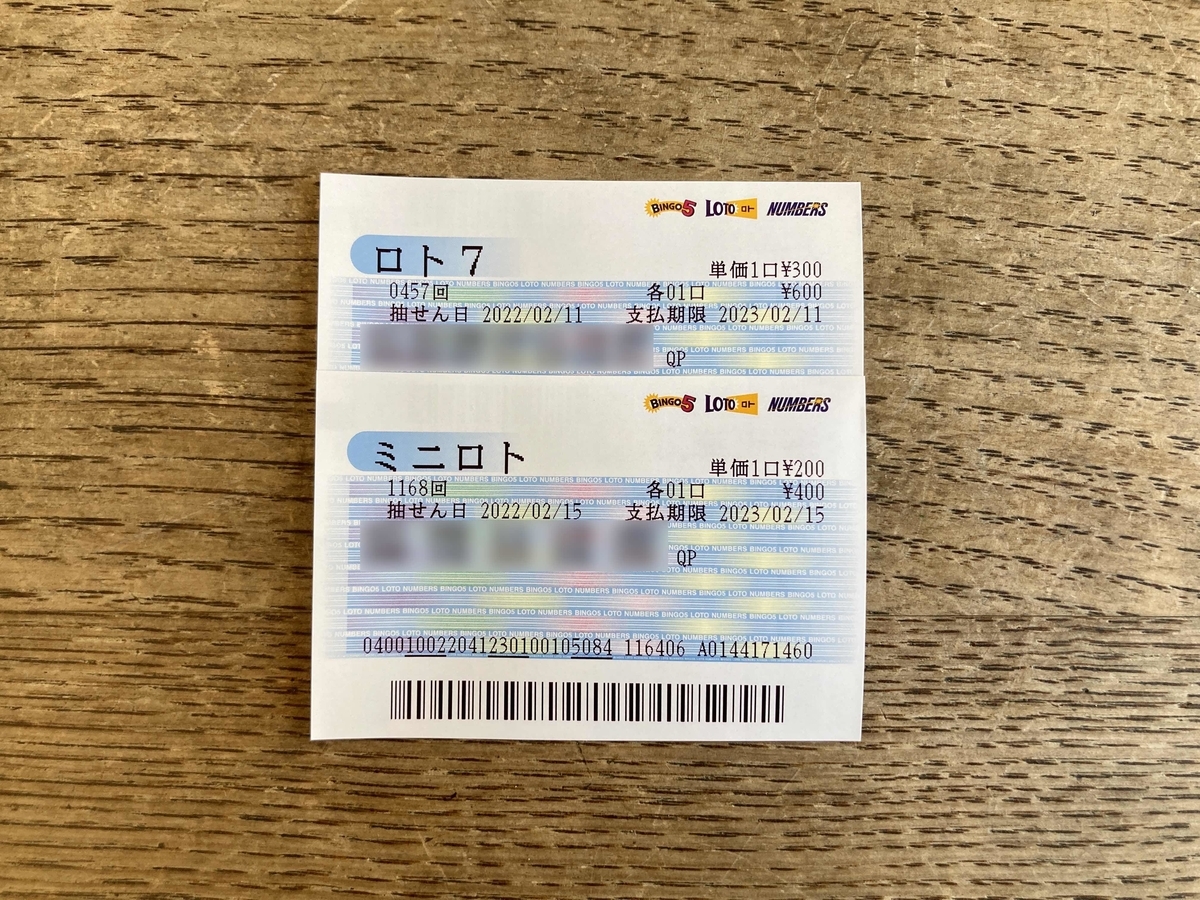 BINGO5 LOTO ロト NUMBERS
ロト7
単価1口¥300
0457回 各01口 ¥600
抽せん日 2022/02/11 支払期限 2023/02/11
QP
BINGO5 LOTO ロト NUMBERS
ミニロト
単価1口¥200
1168回 各01口 ¥400
抽せん日 2022/02/15 支払期限 2023/02/15
QP
040010022041230100105084 116406 A0144171460